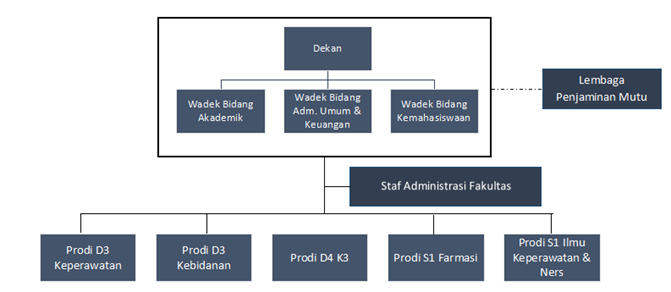 Dekan
Wadek Bidang
Akademik
Wadek Bidang
Adm. Umum &
Keuangan
Wadek Bidang
Kemahasiswaan
Lembaga
Penjaminan Mutu
Staf Administrasi Fakultas
Prodi D3
Keperawatan
Prodi D3
Kebidanan
Prodi D4 K3
Prodi S1 Farmasi
Prodi S1 Ilmu
Keperawatan &
Ners